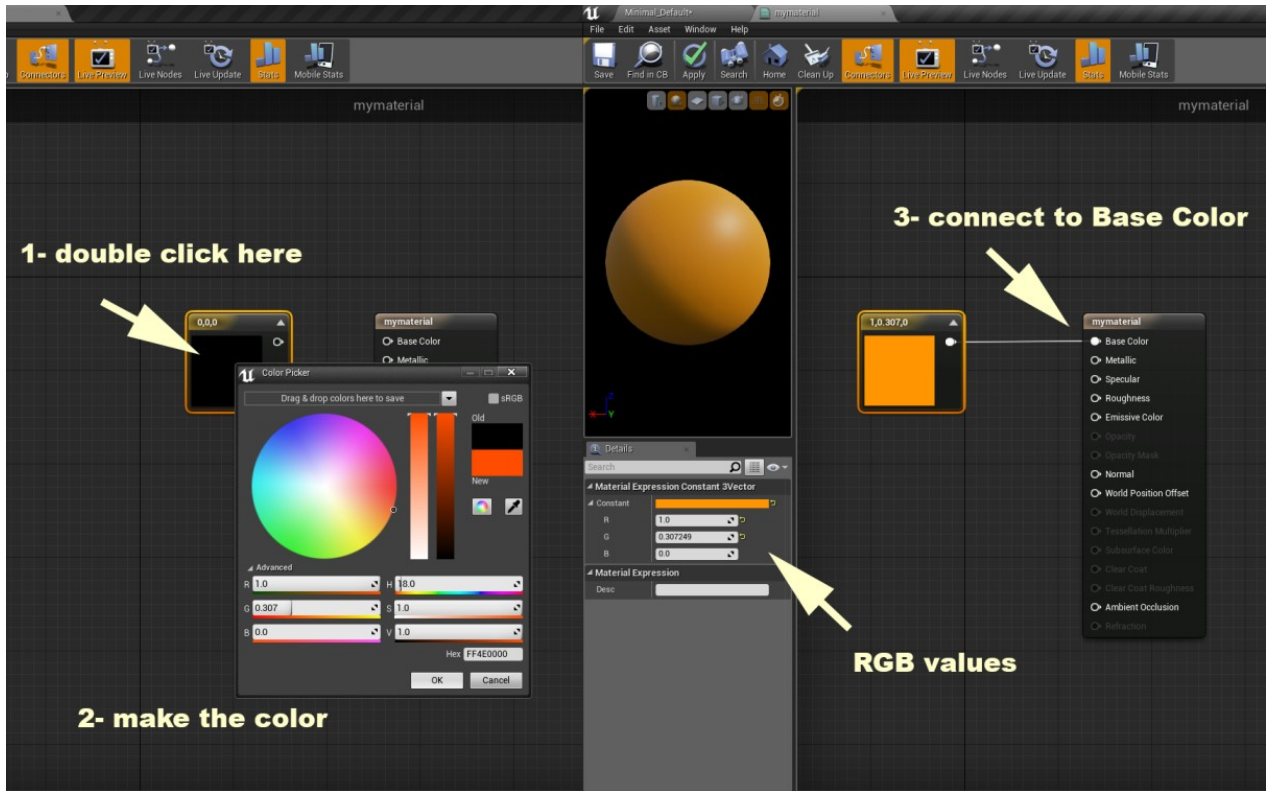 Minimal_Default*
mymaterial
File Edit Asset Window Help
Connectors
Live Preview
Live Nodes
Live Update
Stats
Mobile Stats
Save
Find in CB
Apply
Search
Home
Clean Up
Connectors
Live Preview
Live Nodes
Live Update
Stats
Mobile Stats
mymaterial
mymaterial
1- double click here
3- connect to Base Color
0,0,0
mymaterial
Base Color
Metallic
Color Picker
Drag & drop colors here to save
sRGB
Old
New
Advanced
R 1.0
H 18.0
G 0.307
S 1.0
B 0.0
V 1.0
Hex FF4E0000
OK
Cancel
2- make the color
Z
Y
Details
Search
Material Expression Constant 3Vector
Constant
R 1.0
G 0.307249
B 0.0
Material Expression
Desc
1,0.307,0
mymaterial
Base Color
Metallic
Specular
Roughness
Emissive Color
Opacity
Opacity Mask
Normal
World Position Offset
World Displacement
Tessellation Multiplier
Subsurface Color
Clear Coat
Clear Coat Roughness
Ambient Occlusion
Refraction
RGB values